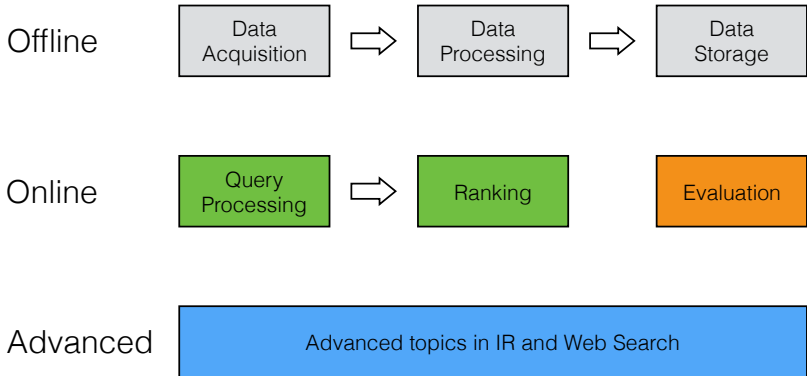 Offline
Data
Acquisition
Data
Processing
Data
Storage
Online
Query
Processing
Ranking
Evaluation
Advanced
Advanced topics in IR and Web Search